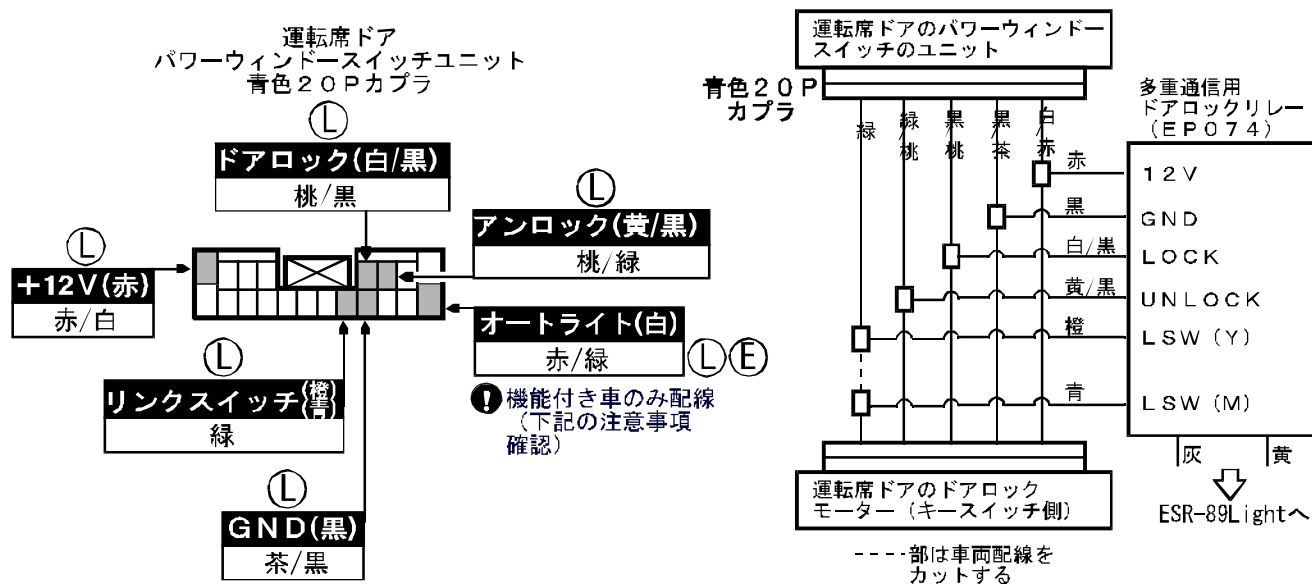 運転席ドア
パワーウィンドースイッチユニット
青色20Pカプラ
L
ドアロック(白/黒)
桃/黒
L
アンロック(黄/黒)
桃/緑
L
+12V(赤)
赤/白
オートライト(白)
赤/緑
L E
! 機能付き車のみ配線
(下記の注意事項
確認)
L
リンクスイッチ(橙青)
緑
L
GND(黒)
茶/黒
運転席ドアのパワーウィンドー
スイッチのユニット
青色20P
カプラ
緑
緑/桃
黒/桃
黒/茶
白/赤
多重通信用
ドアロックリレー
(EP074)
赤
12V
黒
GND
白/黒
LOCK
黄/黒
UNLOCK
橙
LSW(Y)
青
LSW(M)
灰
黄
ESR-89Lightへ
運転席ドアのドアロック
モーター(キースイッチ側)
----部は車両配線を
カットする